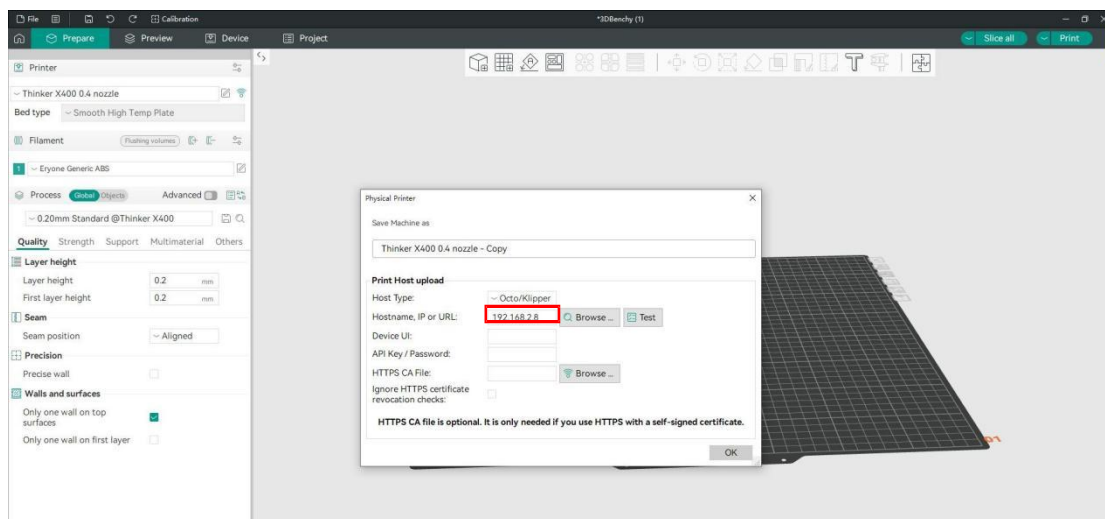 File Calibration *3DBenchy (1)
Prepare Preview Device Project Slice all Print
Printer
Thinker X400 0.4 nozzle
Bed type Smooth High Temp Plate
Filament Flushing volumes
1 Eryone Generic ABS
Process Global Objects Advanced
0.20mm Standard @Thinker X400
Quality Strength Support Multimaterial Others
Layer height
Layer height 0.2 mm
First layer height 0.2 mm
Seam
Seam position Aligned
Precision
Precise wall
Walls and surfaces
Only one wall on top
surfaces
Only one wall on first layer
Physical Printer
Save Machine as
Thinker X400 0.4 nozzle - Copy
Print Host upload
Host Type: Octo/Klipper
Hostname, IP or URL: 192.168.2.8 Browse ... Test
Device UI:
API Key / Password:
HTTPS CA File: Browse ...
Ignore HTTPS certificate
revocation checks:
HTTPS CA file is optional. It is only needed if you use HTTPS with a self-signed certificate.
OK
01